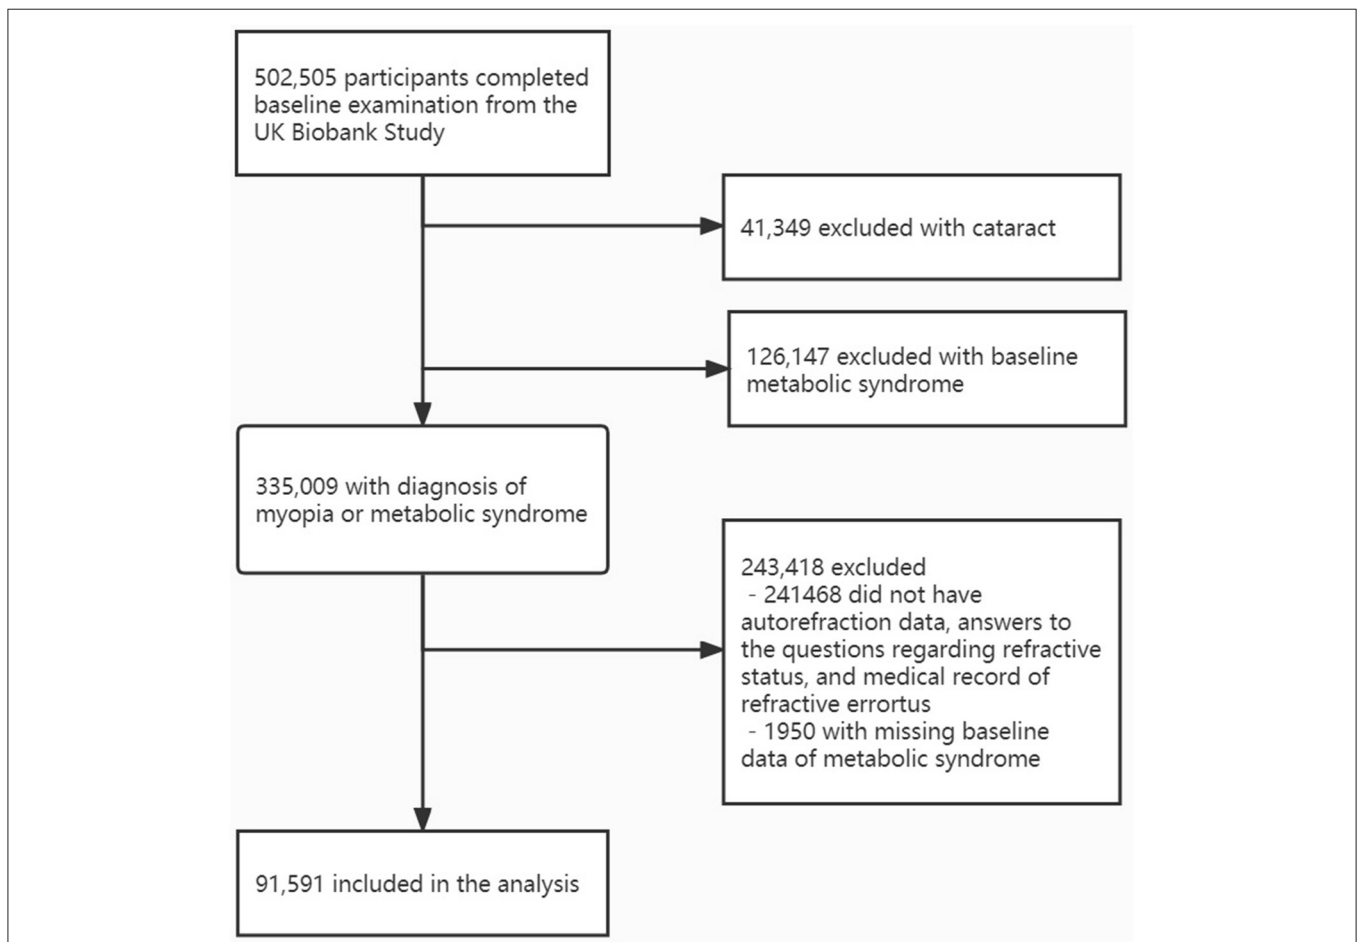 502,505 participants completed
baseline examination from the
UK Biobank Study
41,349 excluded with cataract
126,147 excluded with baseline
metabolic syndrome
335,009 with diagnosis of
myopia or metabolic syndrome
243,418 excluded
- 241468 did not have
autorefraction data, answers to
the questions regarding refractive
status, and medical record of
refractive errortus
- 1950 with missing baseline
data of metabolic syndrome
91,591 included in the analysis